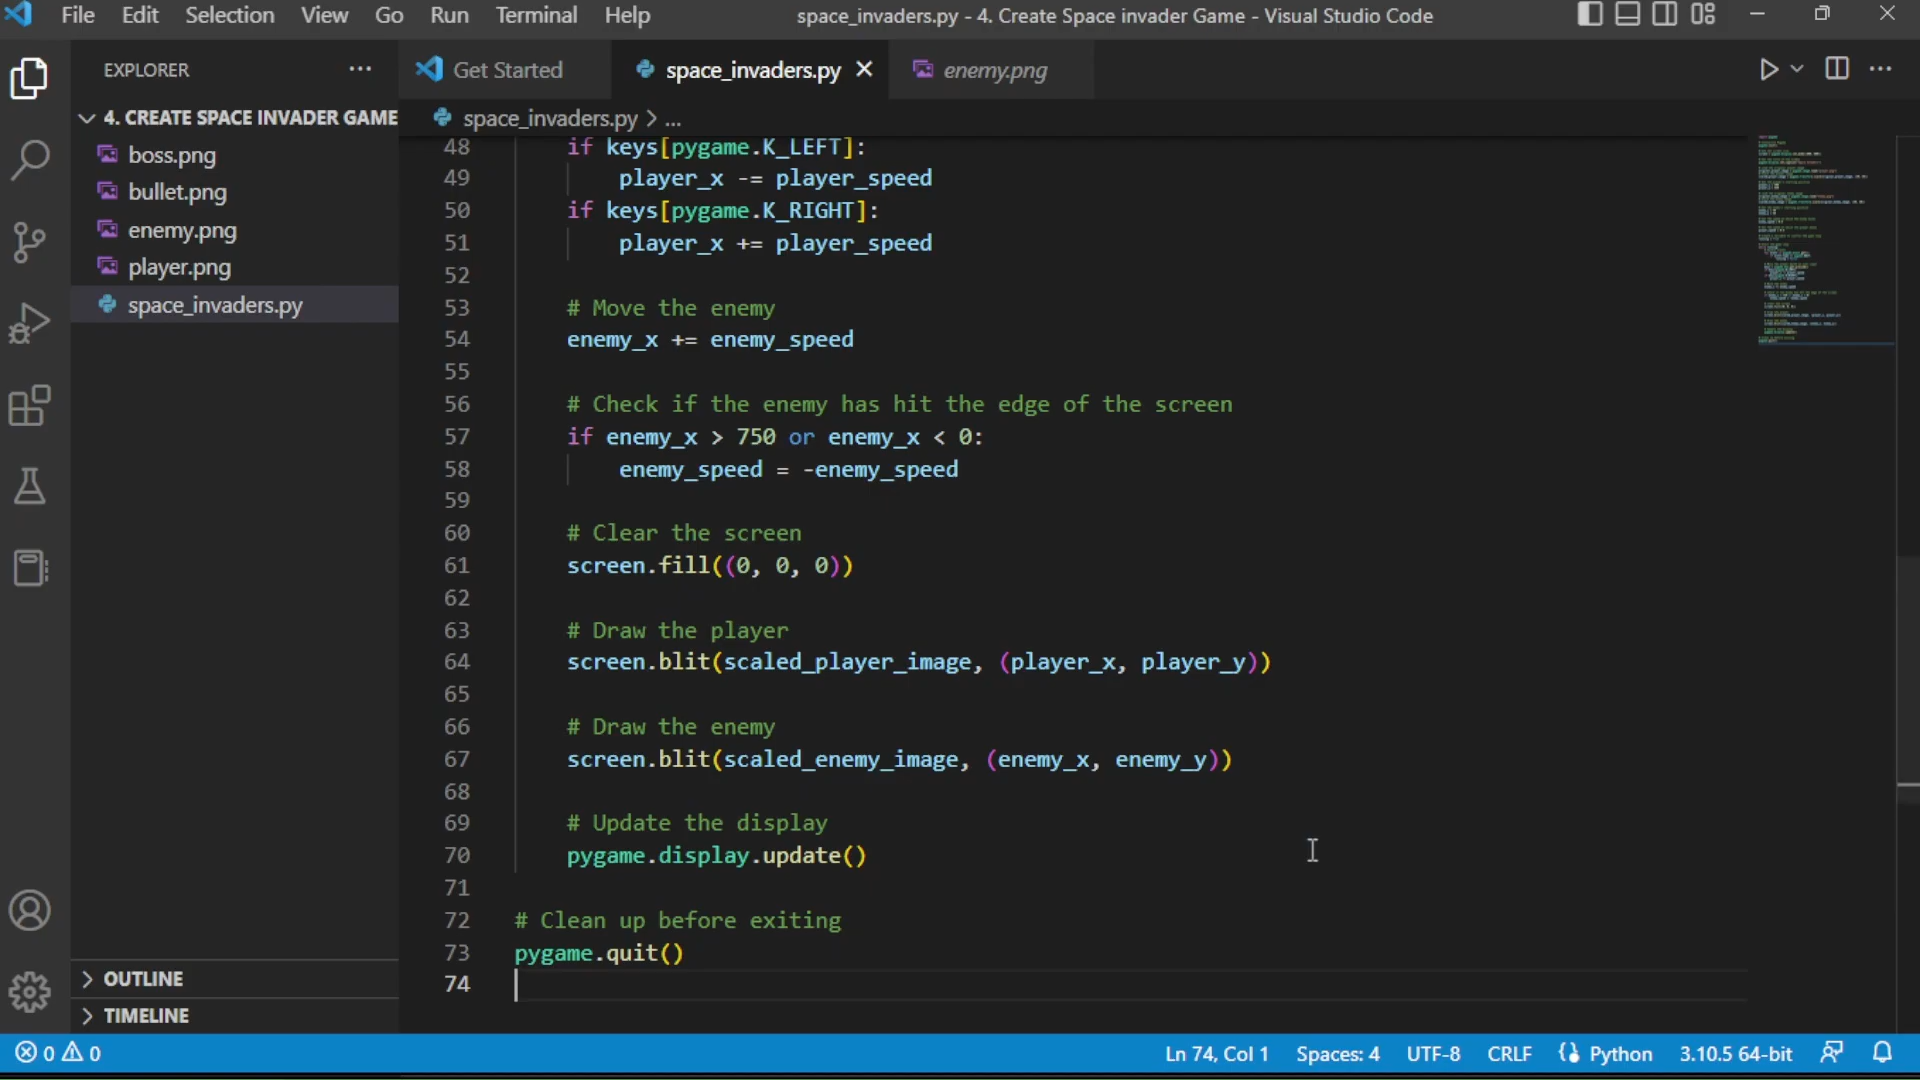 File Edit Selection View Go Run Terminal Help
space_invaders.py - 4. Create Space invader Game - Visual Studio Code
EXPLORER
Get Started
space_invaders.py
enemy.png
4. CREATE SPACE INVADER GAME
boss.png
bullet.png
enemy.png
player.png
space_invaders.py
OUTLINE
TIMELINE
space_invaders.py > ...
48 if keys[pygame.K_LEFT]:
49 player_x -= player_speed
50 if keys[pygame.K_RIGHT]:
51 player_x += player_speed
52
53 # Move the enemy
54 enemy_x += enemy_speed
55
56 # Check if the enemy has hit the edge of the screen
57 if enemy_x > 750 or enemy_x < 0:
58 enemy_speed = -enemy_speed
59
60 # Clear the screen
61 screen.fill((0, 0, 0))
62
63 # Draw the player
64 screen.blit(scaled_player_image, (player_x, player_y))
65
66 # Draw the enemy
67 screen.blit(scaled_enemy_image, (enemy_x, enemy_y))
68
69 # Update the display
70 pygame.display.update()
71
72 # Clean up before exiting
73 pygame.quit()
74
0 0
Ln 74, Col 1 Spaces: 4 UTF-8 CRLF Python 3.10.5 64-bit